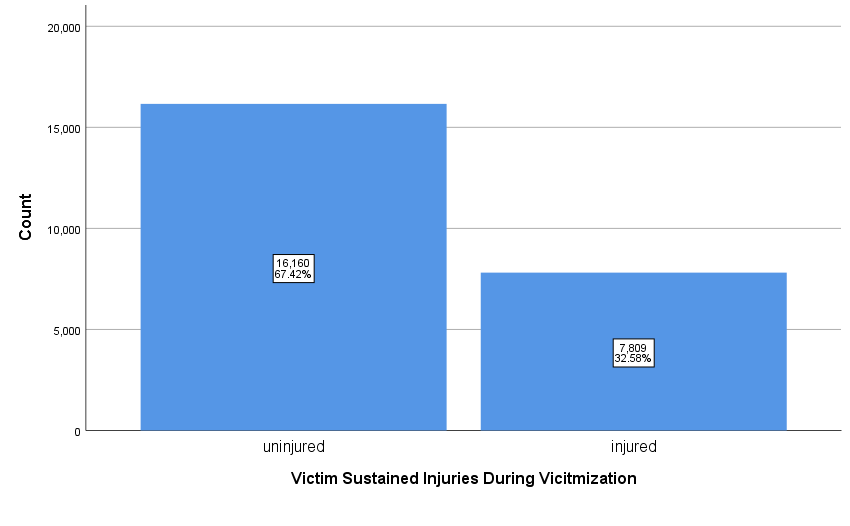 20,000
15,000
10,000
5,000
0
Count
16,160
67.42%
7,809
32.58%
uninjured
injured
Victim Sustained Injuries During Vicitmization